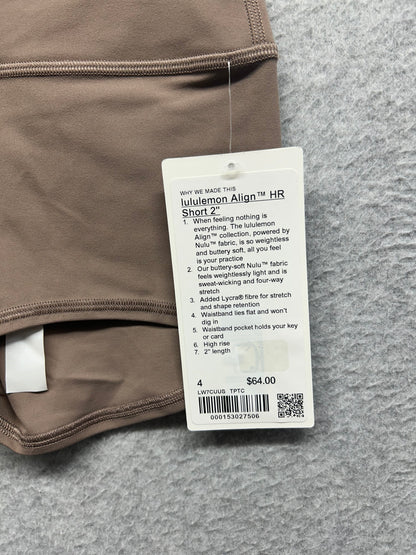 WHY WE MADE THIS
lululemon Align™ HR
Short 2"
1. When feeling nothing is
everything. The lululemon
Align™ collection, powered by
Nulu™ fabric, is so weightless
and buttery soft, all you feel
is your practice
2. Our buttery-soft Nulu™ fabric
feels weightlessly light and is
sweat-wicking and four-way
stretch
3. Added Lycra® fibre for stretch
and shape retention
4. Waistband lies flat and won't
dig in
5. Waistband pocket holds your key
or card
6. High rise
7. 2" length
4 $64.00
LW7CUUS TPTC
000153027506